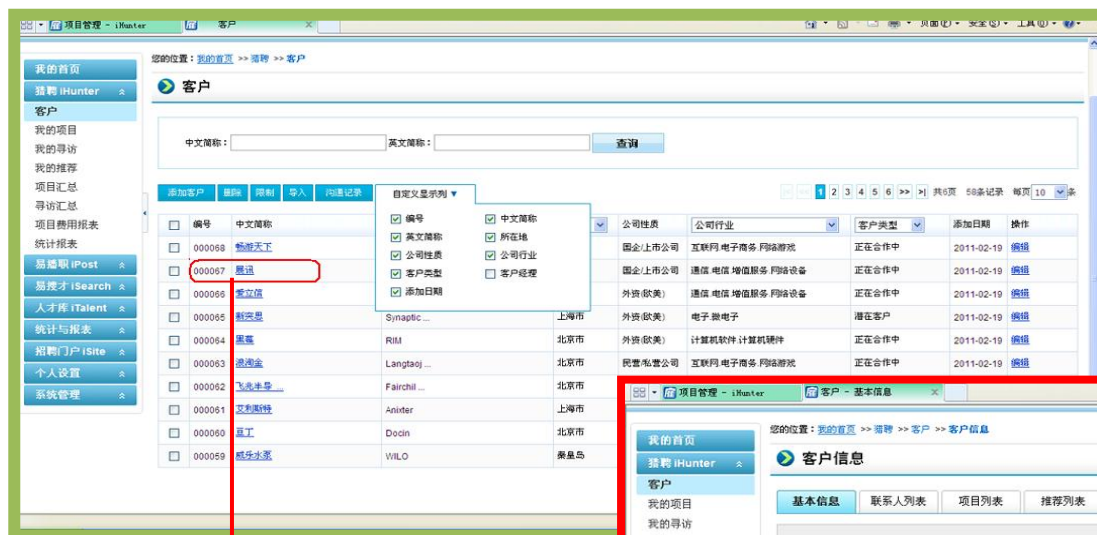 项目管理 - iHunter
客户
页面(P) 安全(S) 工具(O)
您的位置：我的首页 >> 猎聘 >> 客户
客户
我的首页
猎聘 iHunter
客户
我的项目
我的寻访
我的推荐
项目汇总
寻访汇总
项目费用报表
统计报表
易播职 iPost
易搜才 iSearch
人才库 iTalent
统计与报表
招聘门户 iSite
个人设置
系统管理
中文简称： 英文简称： 查询
添加客户 删除 限制 导入 沟通记录 自定义显示列 ▼
1 2 3 4 5 6 >> >| 共6页 58条记录 每页 10 条
编号 中文简称 公司性质 公司行业 客户类型 添加日期 操作
编号 中文简称
英文简称 所在地
公司性质 公司行业
客户类型 客户经理
添加日期
000068 畅游天下 国企/上市公司 互联网.电子商务.网络游戏 正在合作中 2011-02-19 编辑
000067 展讯 国企/上市公司 通信.电信.增值服务.网络设备 正在合作中 2011-02-19 编辑
000066 爱立信 外资(欧美) 通信.电信.增值服务.网络设备 正在合作中 2011-02-19 编辑
000065 新突思 Synaptic ... 上海市 外资(欧美) 电子.微电子 潜在客户 2011-02-19 编辑
000064 黑莓 RIM 北京市 外资(欧美) 计算机软件.计算机硬件 正在合作中 2011-02-19 编辑
000063 浪淘金 Langtaoj ... 北京市 民营/私营公司 互联网.电子商务.网络游戏 正在合作中 2011-02-19 编辑
000062 飞兆半导 ... Fairchil ... 北京市
000061 艾利斯特 Anixter 上海市
000060 豆丁 Docin 北京市
000059 威乐水泵 WILO 秦皇岛
项目管理 - iHunter
客户 - 基本信息
您的位置：我的首页 >> 猎聘 >> 客户 >> 客户信息
客户信息
我的首页
猎聘 iHunter
客户
我的项目
我的寻访
基本信息 联系人列表 项目列表 推荐列表